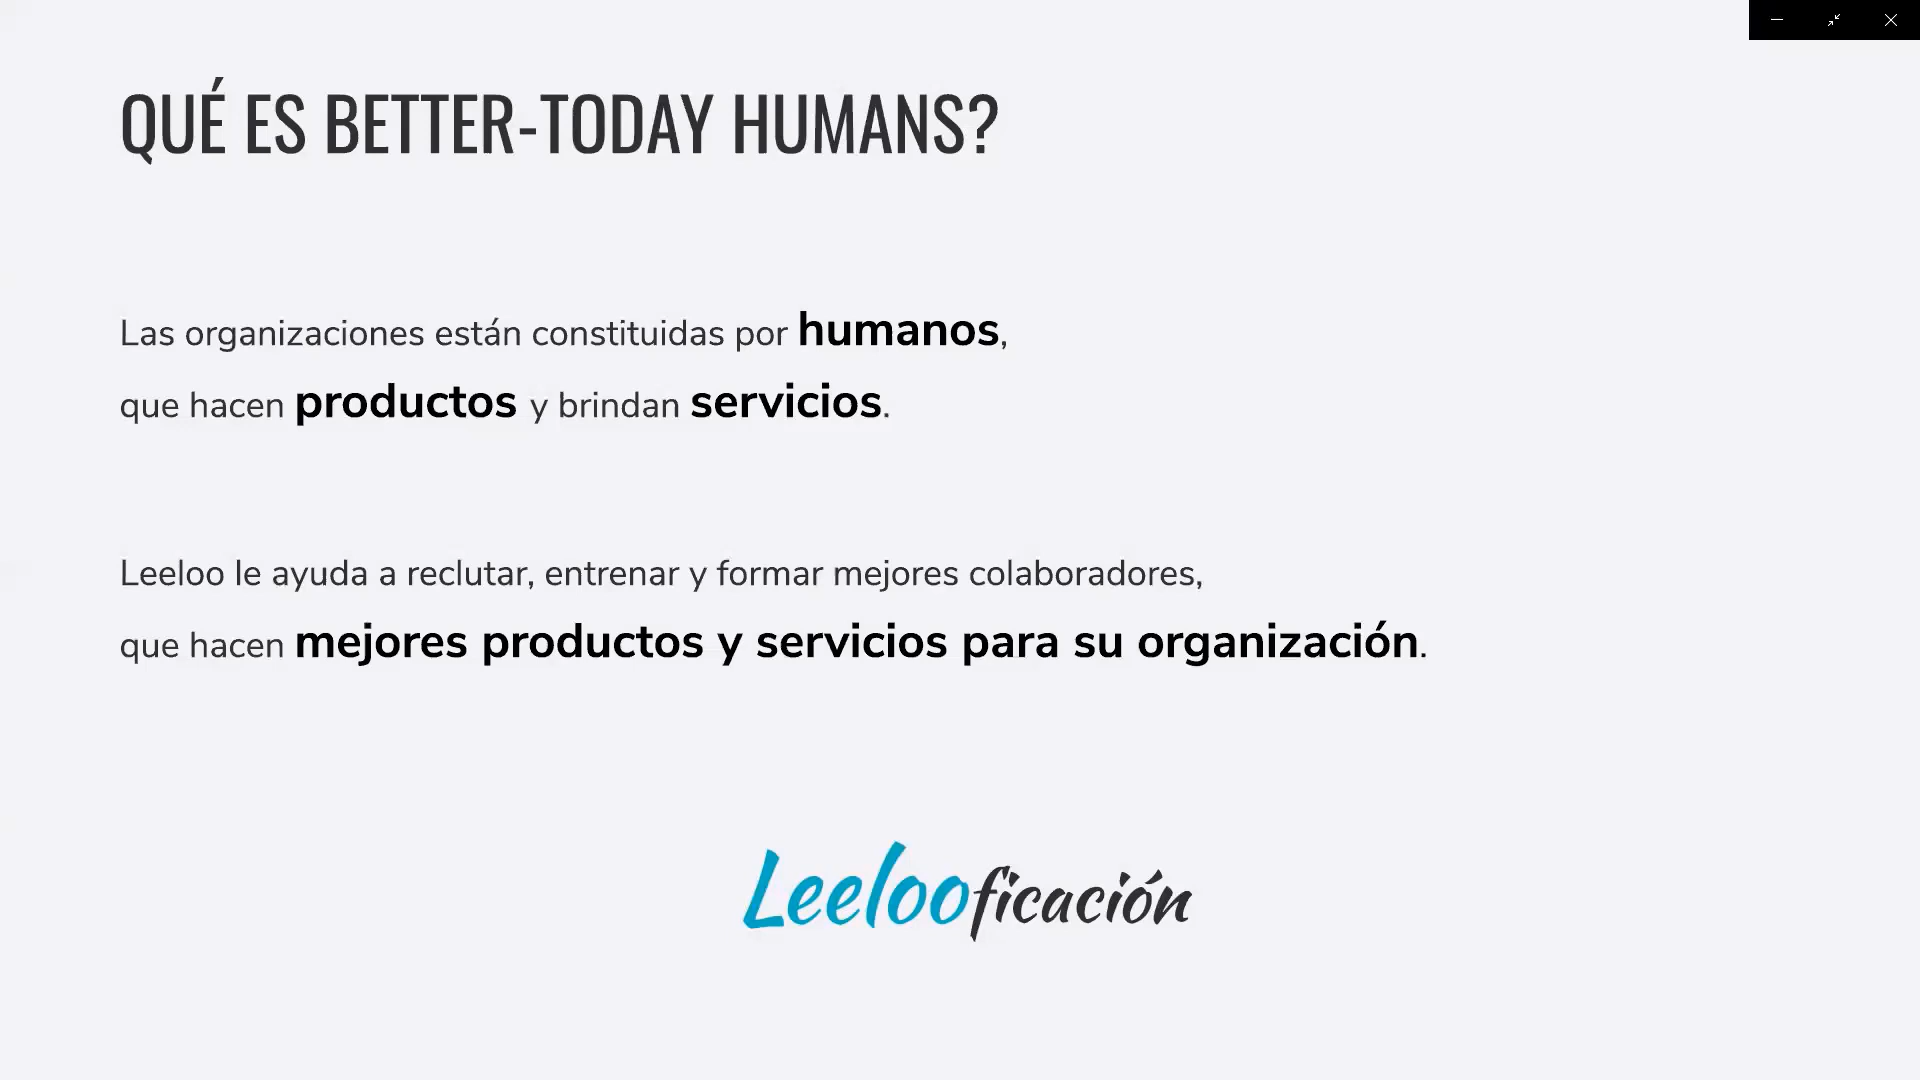 QUÉ ES BETTER-TODAY HUMANS?
Las organizaciones están constituidas por humanos,
que hacen productos y brindan servicios.
Leeloo le ayuda a reclutar, entrenar y formar mejores colaboradores,
que hacen mejores productos y servicios para su organización.
Leelooficación